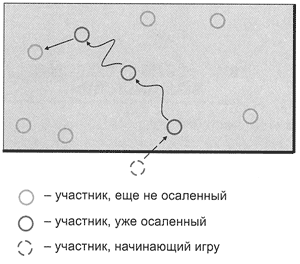 – участник, еще не осаленный
– участник, уже осаленный
– участник, начинающий игру